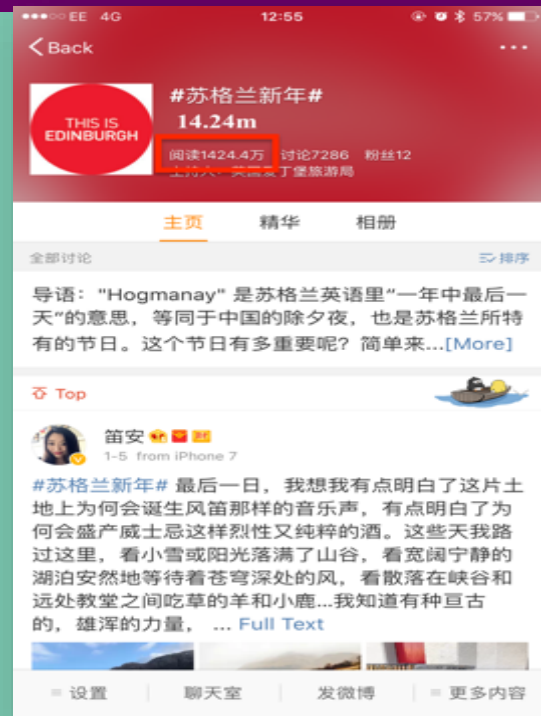 EE 4G 12:55 57%
Back
#苏格兰新年#
THIS IS
EDINBURGH
14.24m
阅读1424.4万 讨论7286 粉丝12
主持人：英国爱丁堡旅游局
主页 精华 相册
全部讨论 排序
导语："Hogmanay" 是苏格兰英语里“一年中最后一
天”的意思，等同于中国的除夕夜，也是苏格兰所特
有的节日。这个节日有多重要呢？简单来...[More]
Top
笛安
1-5 from iPhone 7
#苏格兰新年# 最后一日，我想我有点明白了这片土
地上为何会诞生风笛那样的音乐声，有点明白了为
何会盛产威士忌这样烈性又纯粹的酒。这些天我路
过这里，看小雪或阳光落满了山谷，看宽阔宁静的
湖泊安然地等待着苍穹深处的风，看散落在峡谷和
远处教堂之间吃草的羊和小鹿...我知道有种亘古
的，雄浑的力量， ... Full Text
设置 聊天室 发微博 更多内容